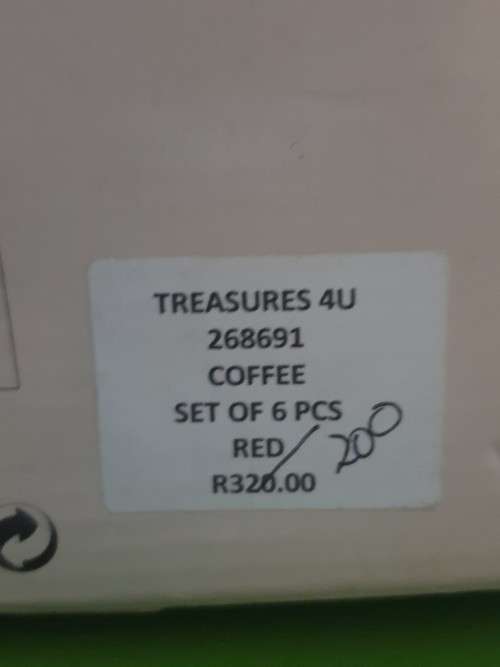 TREASURES 4U
268691
COFFEE
SET OF 6 PCS
RED
200
R320.00